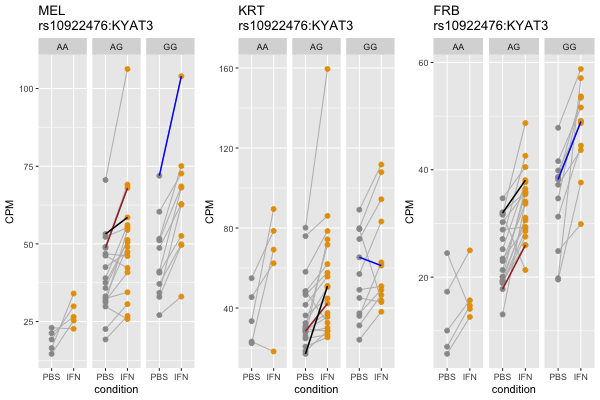 MEL
rs10922476:KYAT3
AA AG GG
100
75
50
25
CPM
PBS IFN PBS IFN PBS IFN
condition
KRT
rs10922476:KYAT3
AA AG GG
160
120
80
40
CPM
PBS IFN PBS IFN PBS IFN
condition
FRB
rs10922476:KYAT3
AA AG GG
60
40
20
CPM
PBS IFN PBS IFN PBS IFN
condition